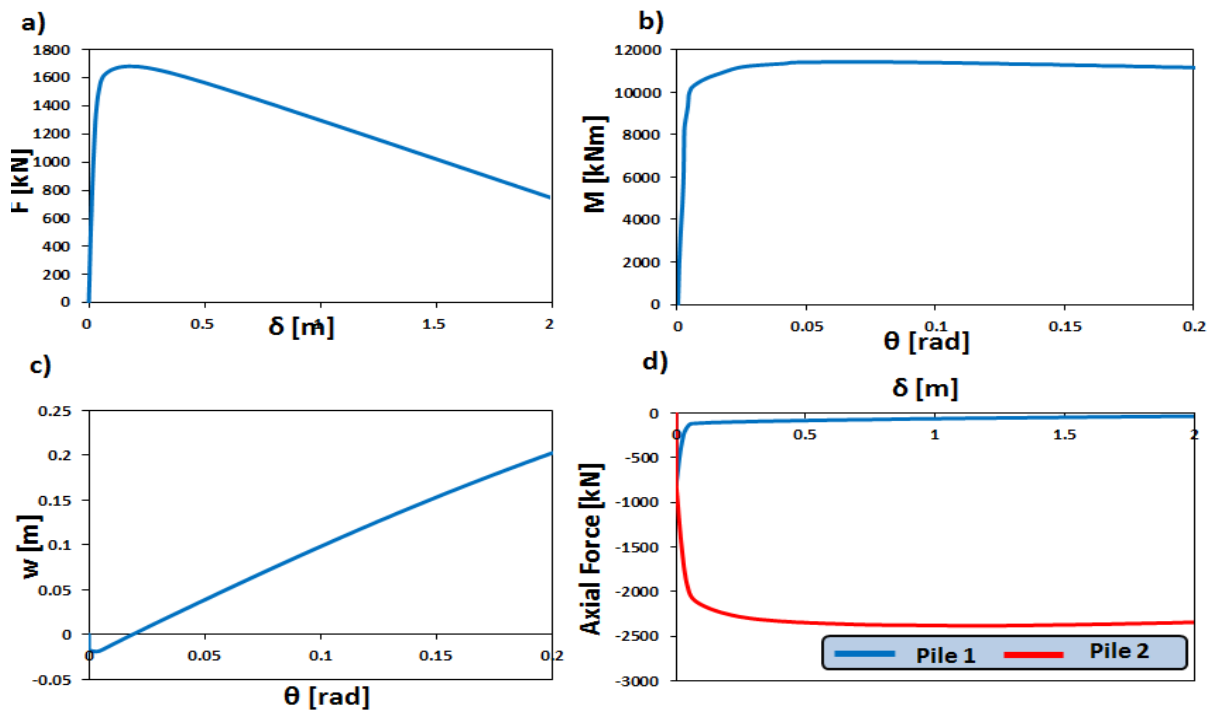 a)
F [kN]
1800
1600
1400
1200
1000
800
600
400
200
0
0 0.5 1 1.5 2
δ [m]
b)
M [kNm]
12000
10000
8000
6000
4000
2000
0
0 0.05 0.1 0.15 0.2
θ [rad]
c)
w [m]
0.25
0.2
0.15
0.1
0.05
0
-0.05
0 0.05 0.1 0.15 0.2
θ [rad]
d)
δ [m]
Axial Force [kN]
0
-500
-1000
-1500
-2000
-2500
-3000
0 0.5 1 1.5 2
Pile 1 Pile 2